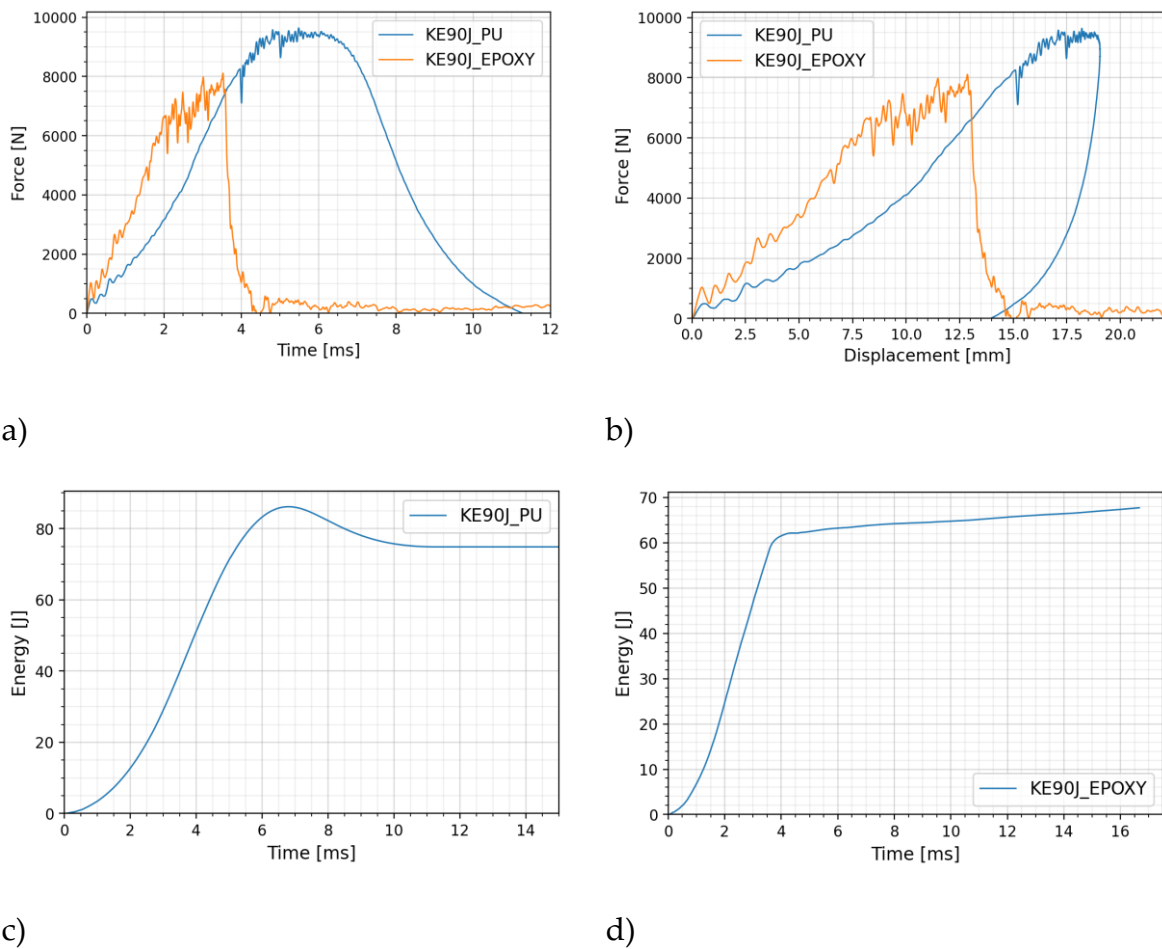 10000
8000
6000
4000
2000
0
Force [N]
KE90J_PU
KE90J_EPOXY
0 2 4 6 8 10 12
Time [ms]
a)
10000
8000
6000
4000
2000
0
Force [N]
KE90J_PU
KE90J_EPOXY
0.0 2.5 5.0 7.5 10.0 12.5 15.0 17.5 20.0
Displacement [mm]
b)
80
60
40
20
0
Energy [J]
KE90J_PU
0 2 4 6 8 10 12 14
Time [ms]
c)
70
60
50
40
30
20
10
0
Energy [J]
KE90J_EPOXY
0 2 4 6 8 10 12 14 16
Time [ms]
d)